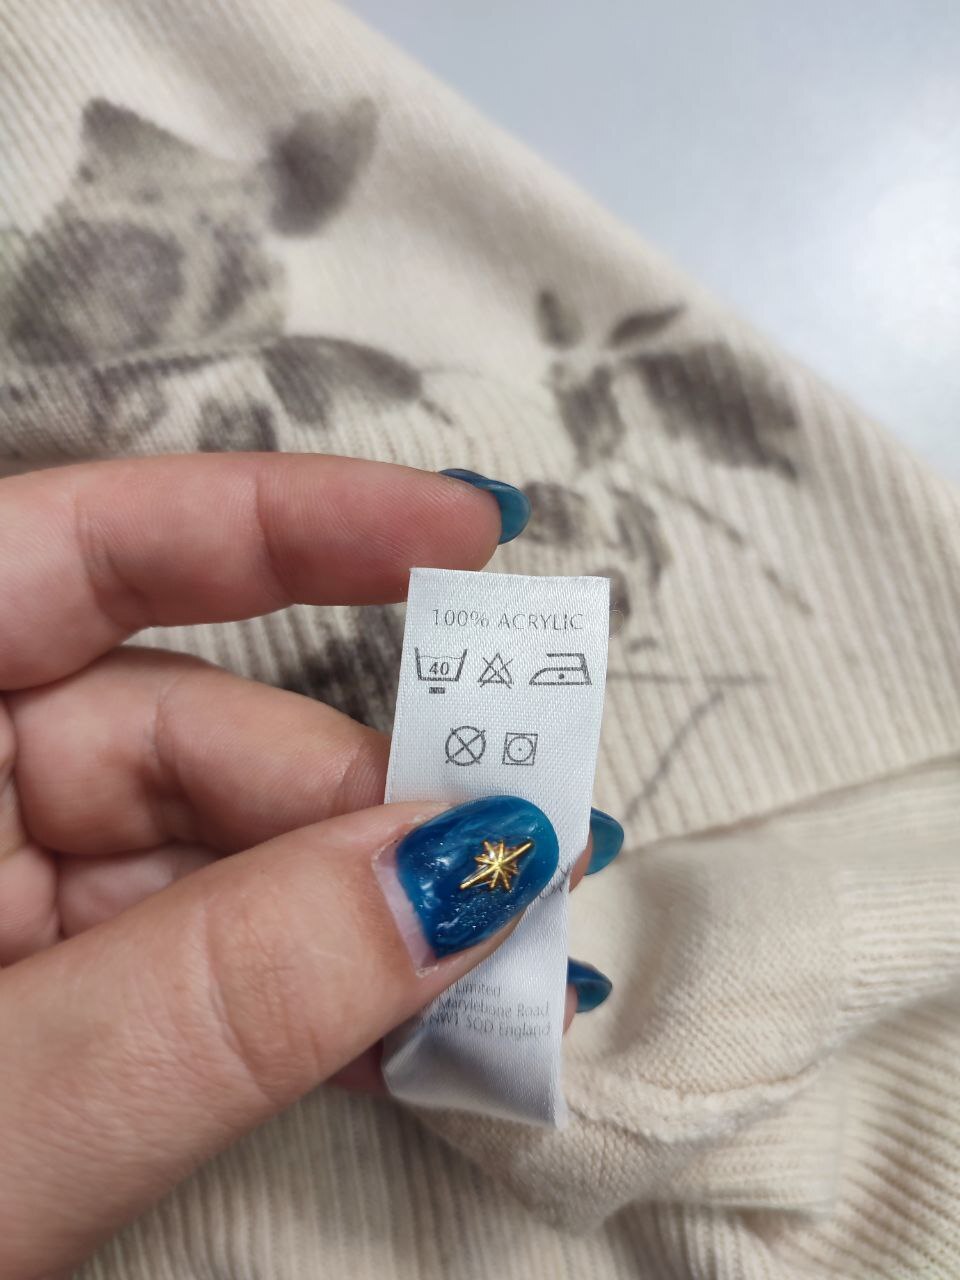 100% ACRYLIC
40
Limited
Marylebone Road
NW1 5QD England